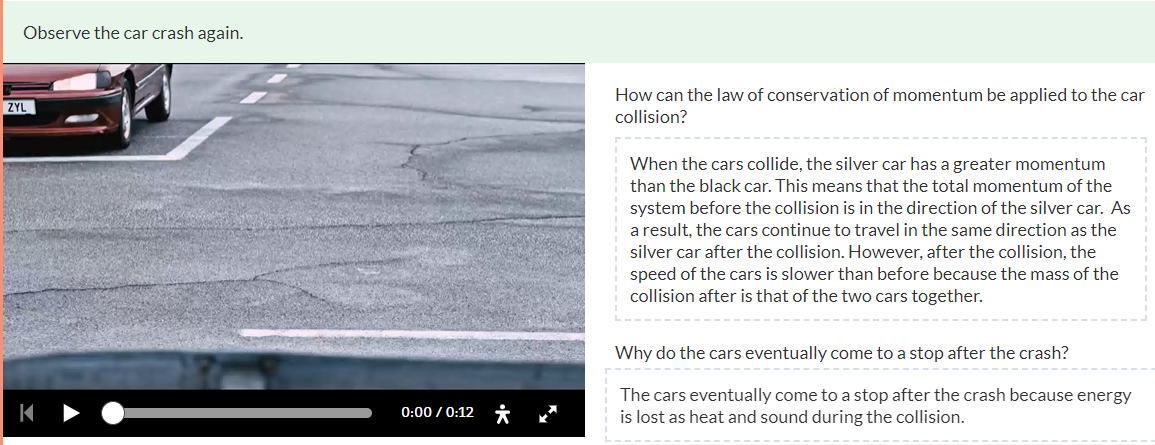 Observe the car crash again.
ZYL
How can the law of conservation of momentum be applied to the car
collision?
When the cars collide, the silver car has a greater momentum
than the black car. This means that the total momentum of the
system before the collision is in the direction of the silver car.  As
a result, the cars continue to travel in the same direction as the
silver car after the collision. However, after the collision, the
speed of the cars is slower than before because the mass of the
collision after is that of the two cars together.
Why do the cars eventually come to a stop after the crash?
The cars eventually come to a stop after the crash because energy
is lost as heat and sound during the collision.
0:00 / 0:12